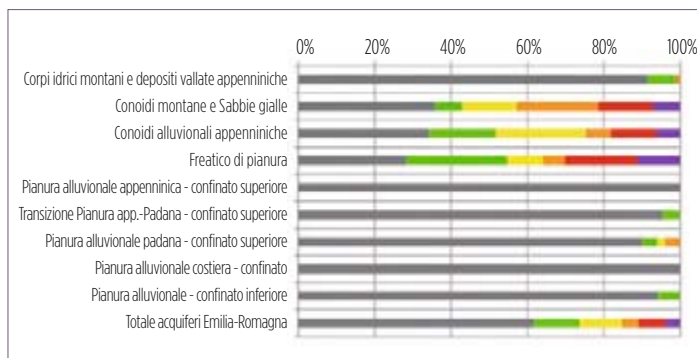 0% 20% 40% 60% 80% 100%
Corpi idrici montani e depositi vallate appenniniche
Conoidi montane e Sabbie gialle
Conoidi alluvionali appenniniche
Freatico di pianura
Pianura alluvionale appenninica - confinato superiore
Transizione Pianura app.-Padana - confinato superiore
Pianura alluvionale padana - confinato superiore
Pianura alluvionale costiera - confinato
Pianura alluvionale - confinato inferiore
Totale acquiferi Emilia-Romagna